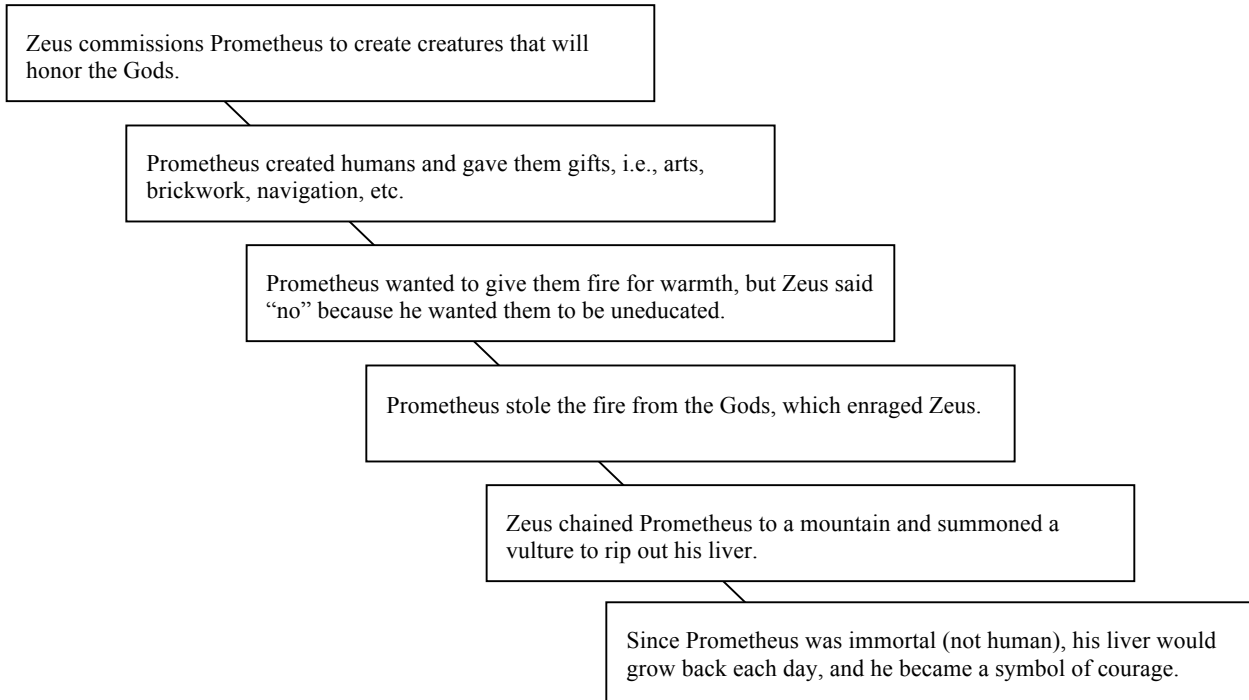 Zeus commissions Prometheus to create creatures that will
honor the Gods.
Prometheus created humans and gave them gifts, i.e., arts,
brickwork, navigation, etc.
Prometheus wanted to give them fire for warmth, but Zeus said
“no” because he wanted them to be uneducated.
Prometheus stole the fire from the Gods, which enraged Zeus.
Zeus chained Prometheus to a mountain and summoned a
vulture to rip out his liver.
Since Prometheus was immortal (not human), his liver would
grow back each day, and he became a symbol of courage.